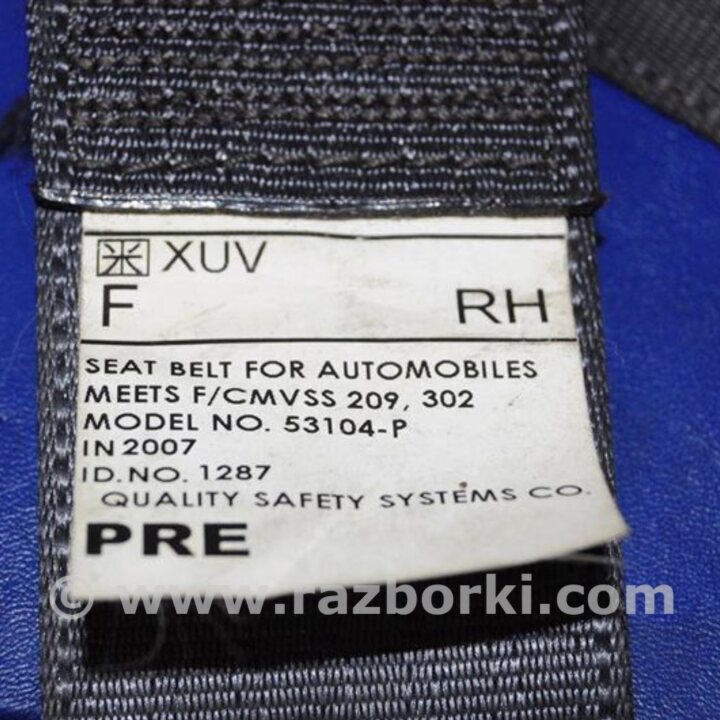 米 XUV
F RH
SEAT BELT FOR AUTOMOBILES
MEETS F/CMVSS 209, 302
MODEL NO. 53104-P
IN 2007
ID.NO. 1287
QUALITY SAFETY SYSTEMS CO.
PRE
© www.razborki.com